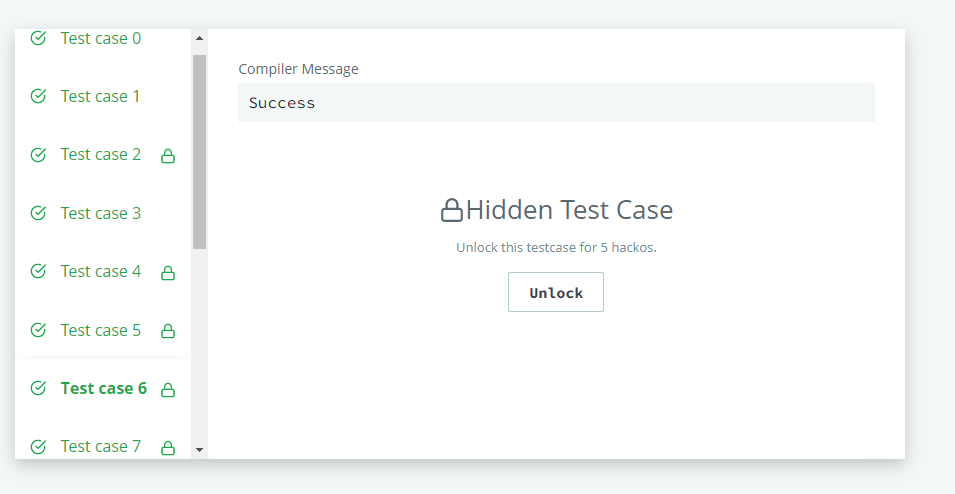 Test case 0
Test case 1
Test case 2
Test case 3
Test case 4
Test case 5
Test case 6
Test case 7
Compiler Message
Success
Hidden Test Case
Unlock this testcase for 5 hackos.
Unlock